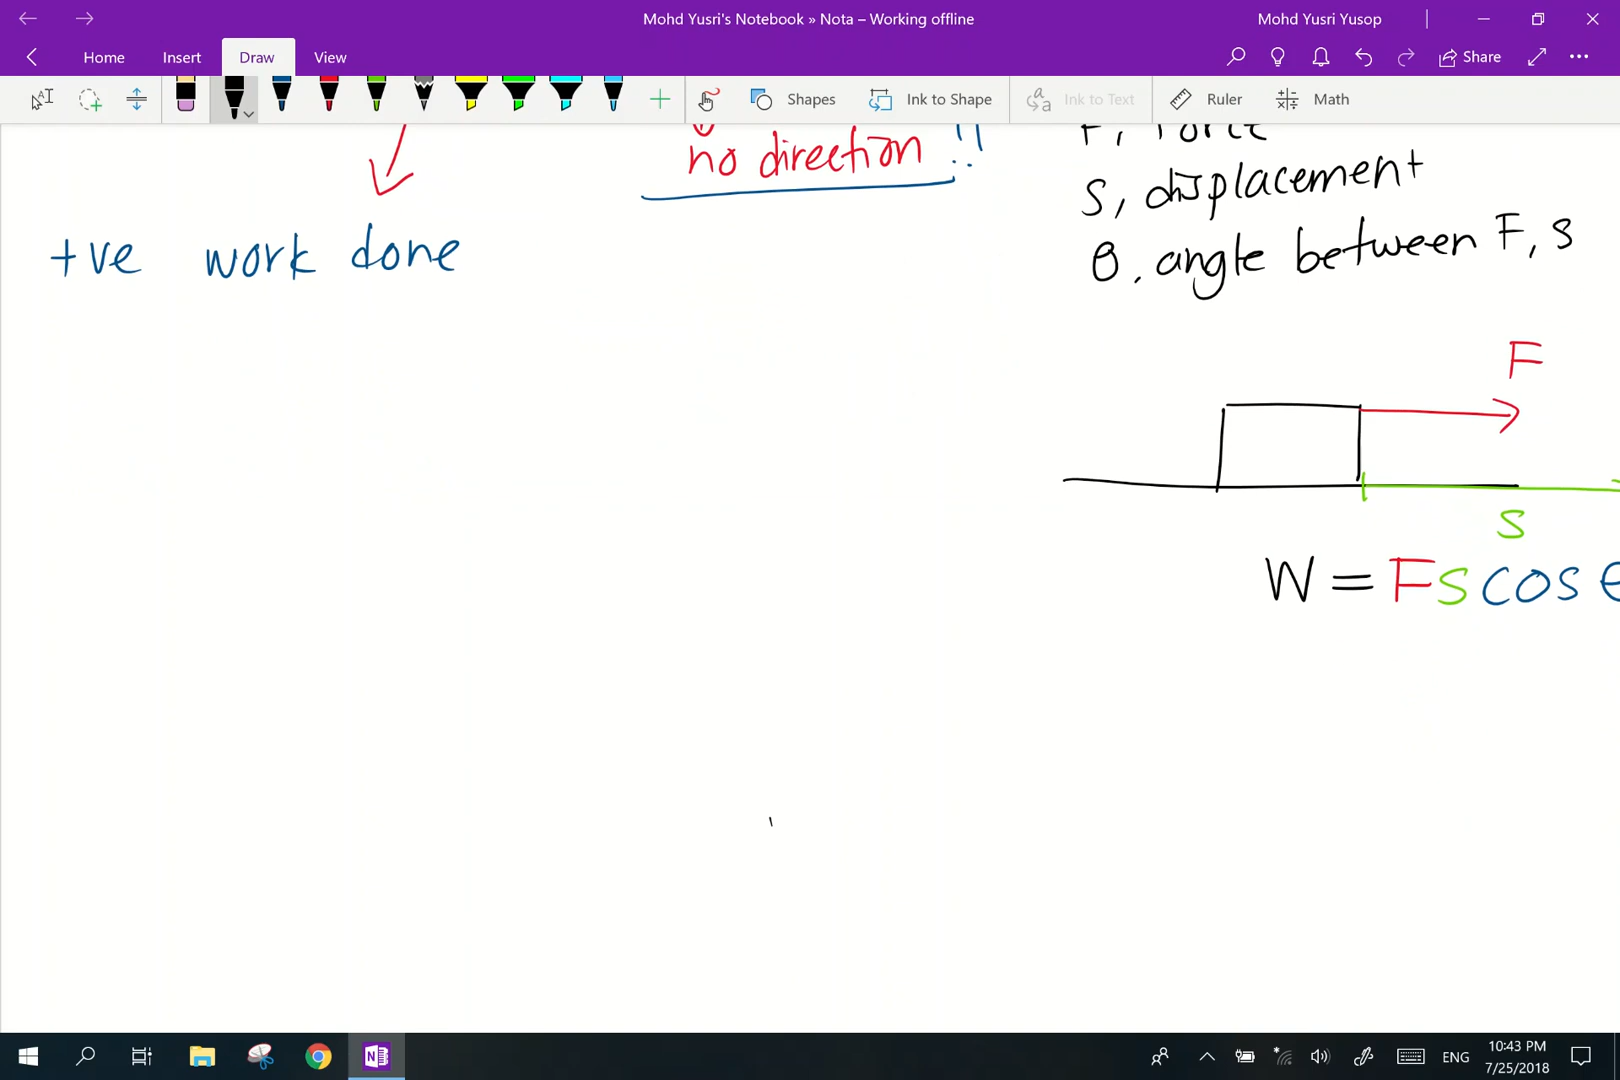 Mohd Yusri's Notebook » Nota – Working offline
Mohd Yusri Yusop
Home Insert Draw View
Share
Shapes
Ink to Shape
Ink to Text
Ruler
Math
no direction !!
F, Force
s, displacement
θ, angle between F, s
+ve work done
F
s
W = Fs cos θ
ENG
10:43 PM
7/25/2018